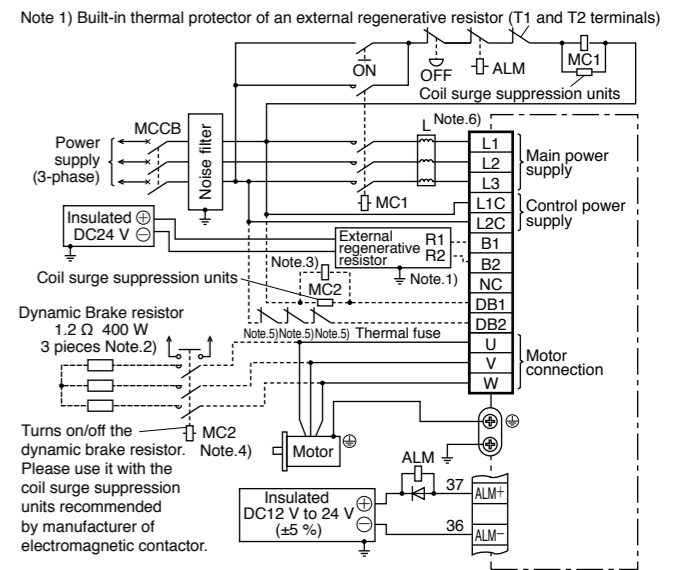 Note 1) Built-in thermal protector of an external regenerative resistor (T1 and T2 terminals)
ON
OFF
ALM
MC1
Coil surge suppression units
MCCB
Noise filter
L
Note.6)
Power
supply
(3-phase)
MC1
L1
L2
L3
L1C
L2C
B1
B2
NC
DB1
DB2
U
V
W
Main power
supply
Control power
supply
Motor
connection
Insulated ⊕
DC24 V ⊖
External
regenerative
resistor
R1
R2
Note.1)
Note.3)
Coil surge suppression units
MC2
Note.5)Note.5)Note.5) Thermal fuse
Dynamic Brake resistor
1.2 Ω 400 W
3 pieces Note.2)
MC2
Note.4)
Turns on/off the
dynamic brake resistor.
Please use it with the
coil surge suppression
units recommended
by manufacturer of
electromagnetic contactor.
Motor
ALM
Insulated
DC12 V to 24 V
(±5 %)
⊕
⊖
37
ALM+
36
ALM−